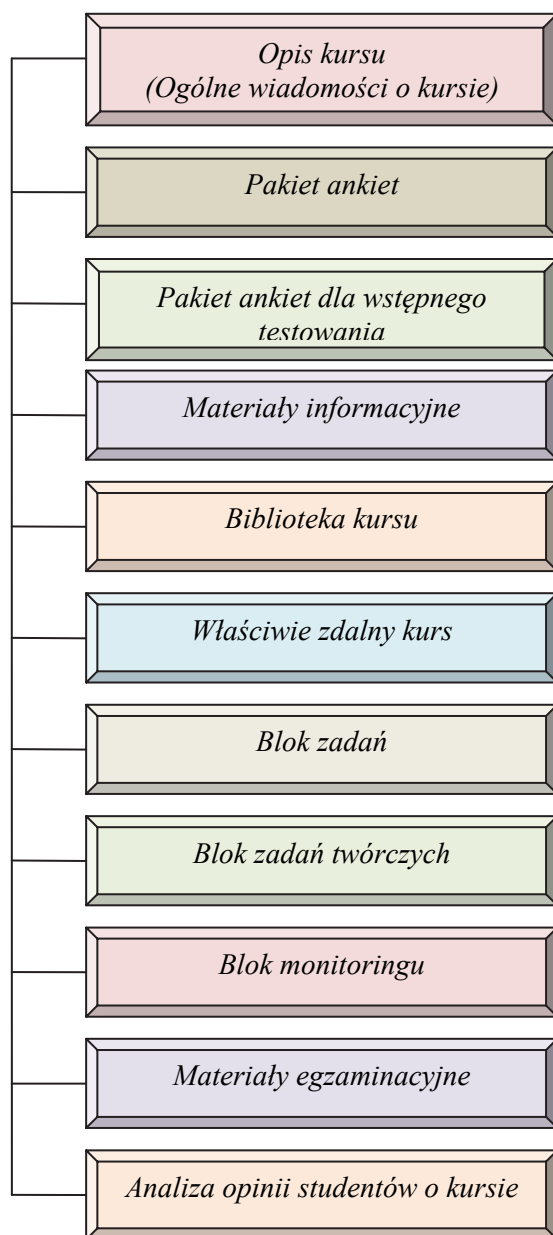 Opis kursu
(Ogólne wiadomości o kursie)
Pakiet ankiet
Pakiet ankiet dla wstępnego
testowania
Materiały informacyjne
Biblioteka kursu
Właściwie zdalny kurs
Blok zadań
Blok zadań twórczych
Blok monitoringu
Materiały egzaminacyjne
Analiza opinii studentów o kursie